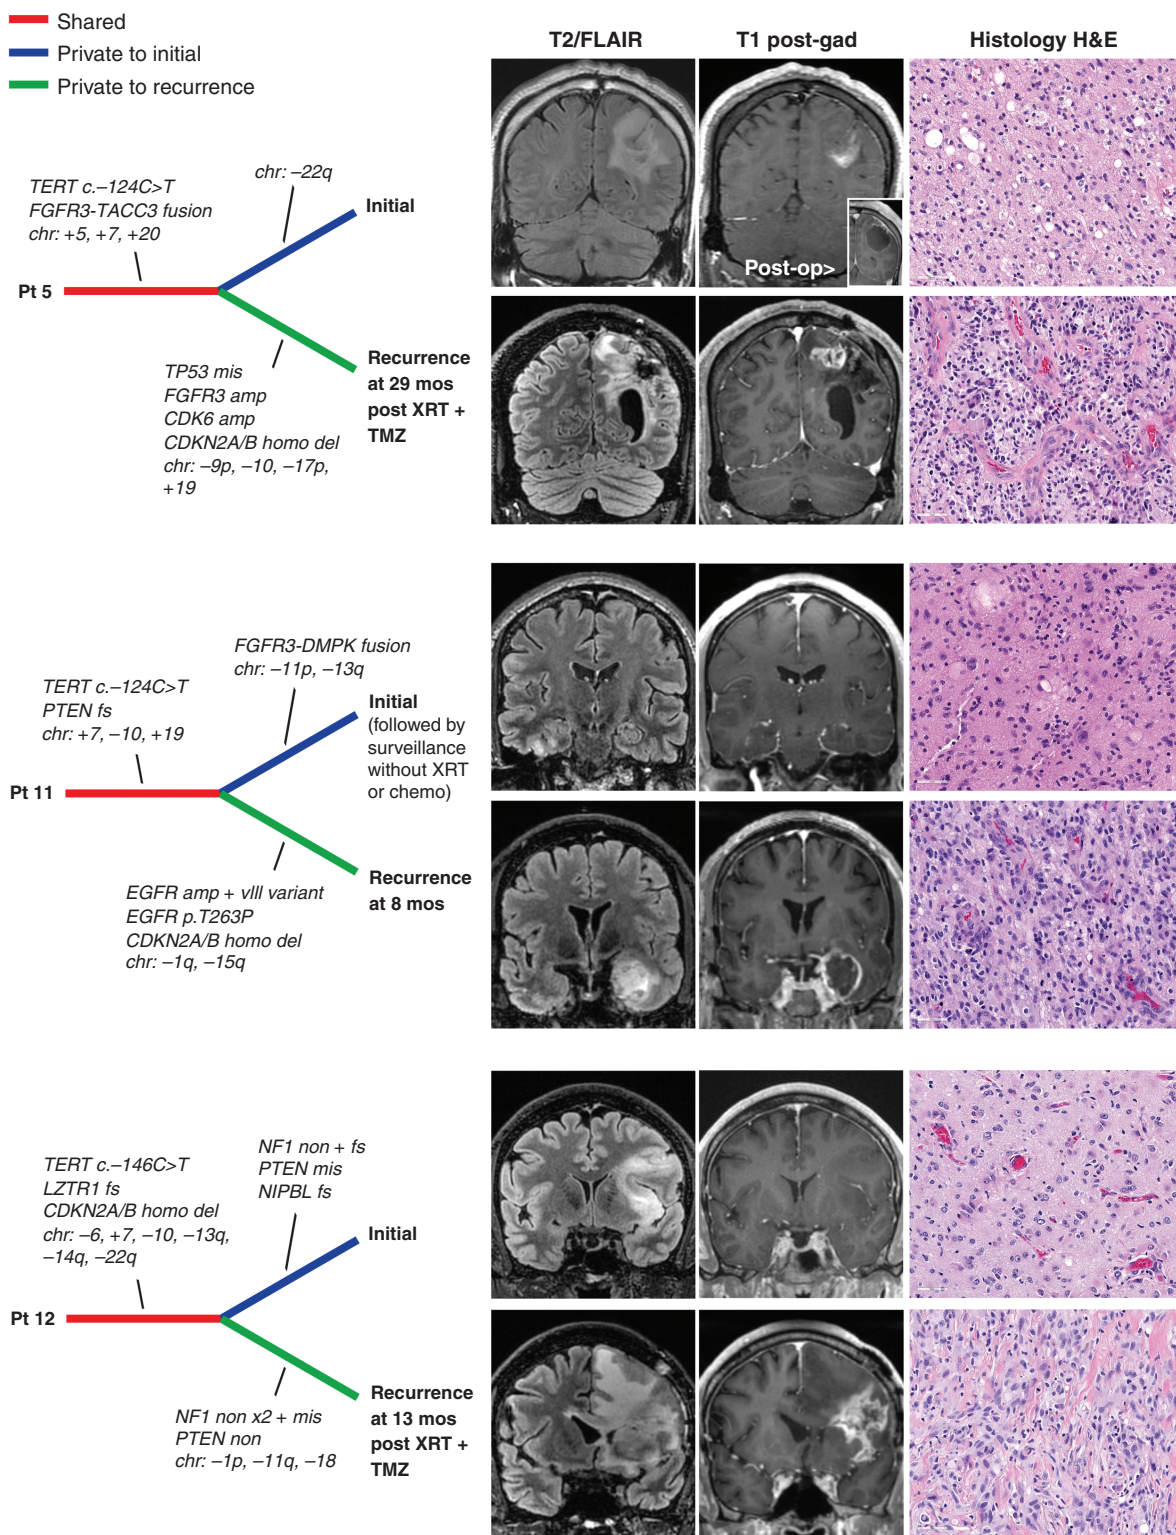 Shared
Private to initial
Private to recurrence
T2/FLAIR
T1 post-gad
Histology H&E
TERT c.–124C>T
FGFR3-TACC3 fusion
chr: +5, +7, +20
chr: –22q
Initial
Pt 5
Post-op>
TP53 mis
FGFR3 amp
CDK6 amp
CDKN2A/B homo del
chr: –9p, –10, –17p,
+19
Recurrence
at 29 mos
post XRT +
TMZ
TERT c.–124C>T
PTEN fs
chr: +7, –10, +19
FGFR3-DMPK fusion
chr: –11p, –13q
Initial
(followed by
surveillance
without XRT
or chemo)
Pt 11
EGFR amp + vIII variant
EGFR p.T263P
CDKN2A/B homo del
chr: –1q, –15q
Recurrence
at 8 mos
TERT c.–146C>T
LZTR1 fs
CDKN2A/B homo del
chr: –6, +7, –10, –13q,
–14q, –22q
NF1 non + fs
PTEN mis
NIPBL fs
Initial
Pt 12
NF1 non x2 + mis
PTEN non
chr: –1p, –11q, –18
Recurrence
at 13 mos
post XRT +
TMZ